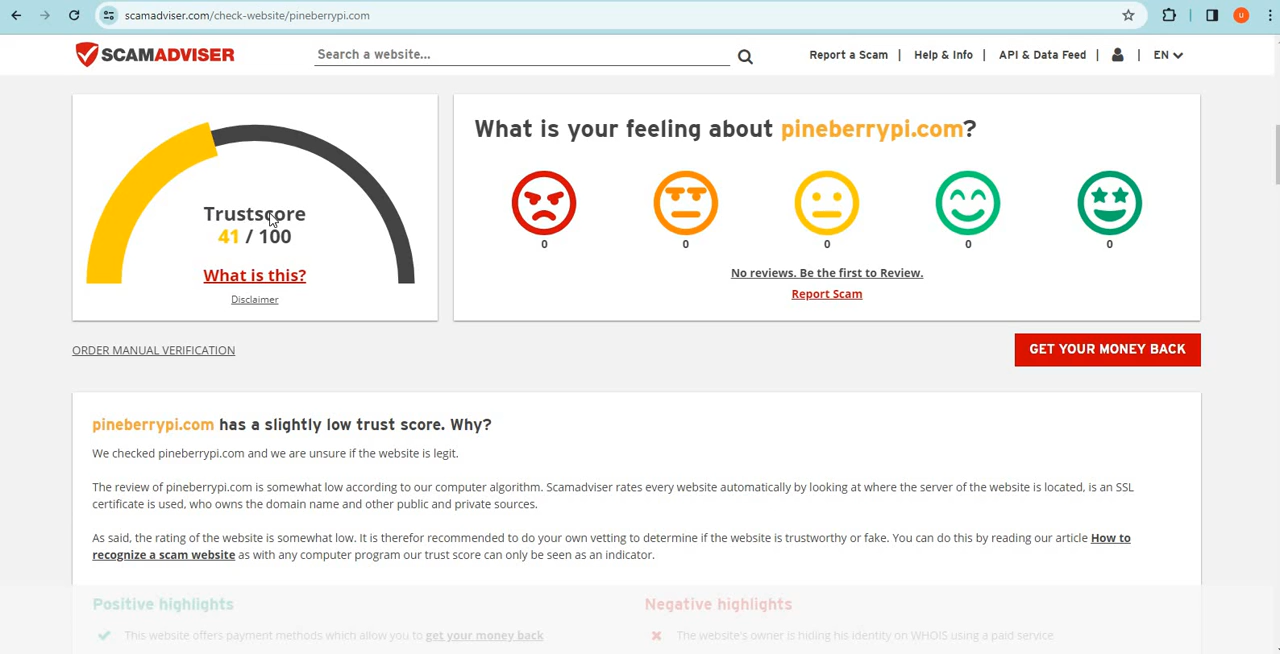 scamadviser.com/check-website/pineberrypi.com
U
SCAMADVISER
Search a website...
Report a Scam | Help & Info | API & Data Feed | | EN
Trustscore
41 / 100
What is this?
Disclaimer
What is your feeling about pineberrypi.com?
0 0 0 0 0
No reviews. Be the first to Review.
Report Scam
ORDER MANUAL VERIFICATION
GET YOUR MONEY BACK
pineberrypi.com has a slightly low trust score. Why?
We checked pineberrypi.com and we are unsure if the website is legit.
The review of pineberrypi.com is somewhat low according to our computer algorithm. Scamadviser rates every website automatically by looking at where the server of the website is located, is an SSL
certificate is used, who owns the domain name and other public and private sources.
As said, the rating of the website is somewhat low. It is therefor recommended to do your own vetting to determine if the website is trustworthy or fake. You can do this by reading our article How to
recognize a scam website as with any computer program our trust score can only be seen as an indicator.
Positive highlights
This website offers payment methods which allow you to get your money back
Negative highlights
The website's owner is hiding his identity on WHOIS using a paid service